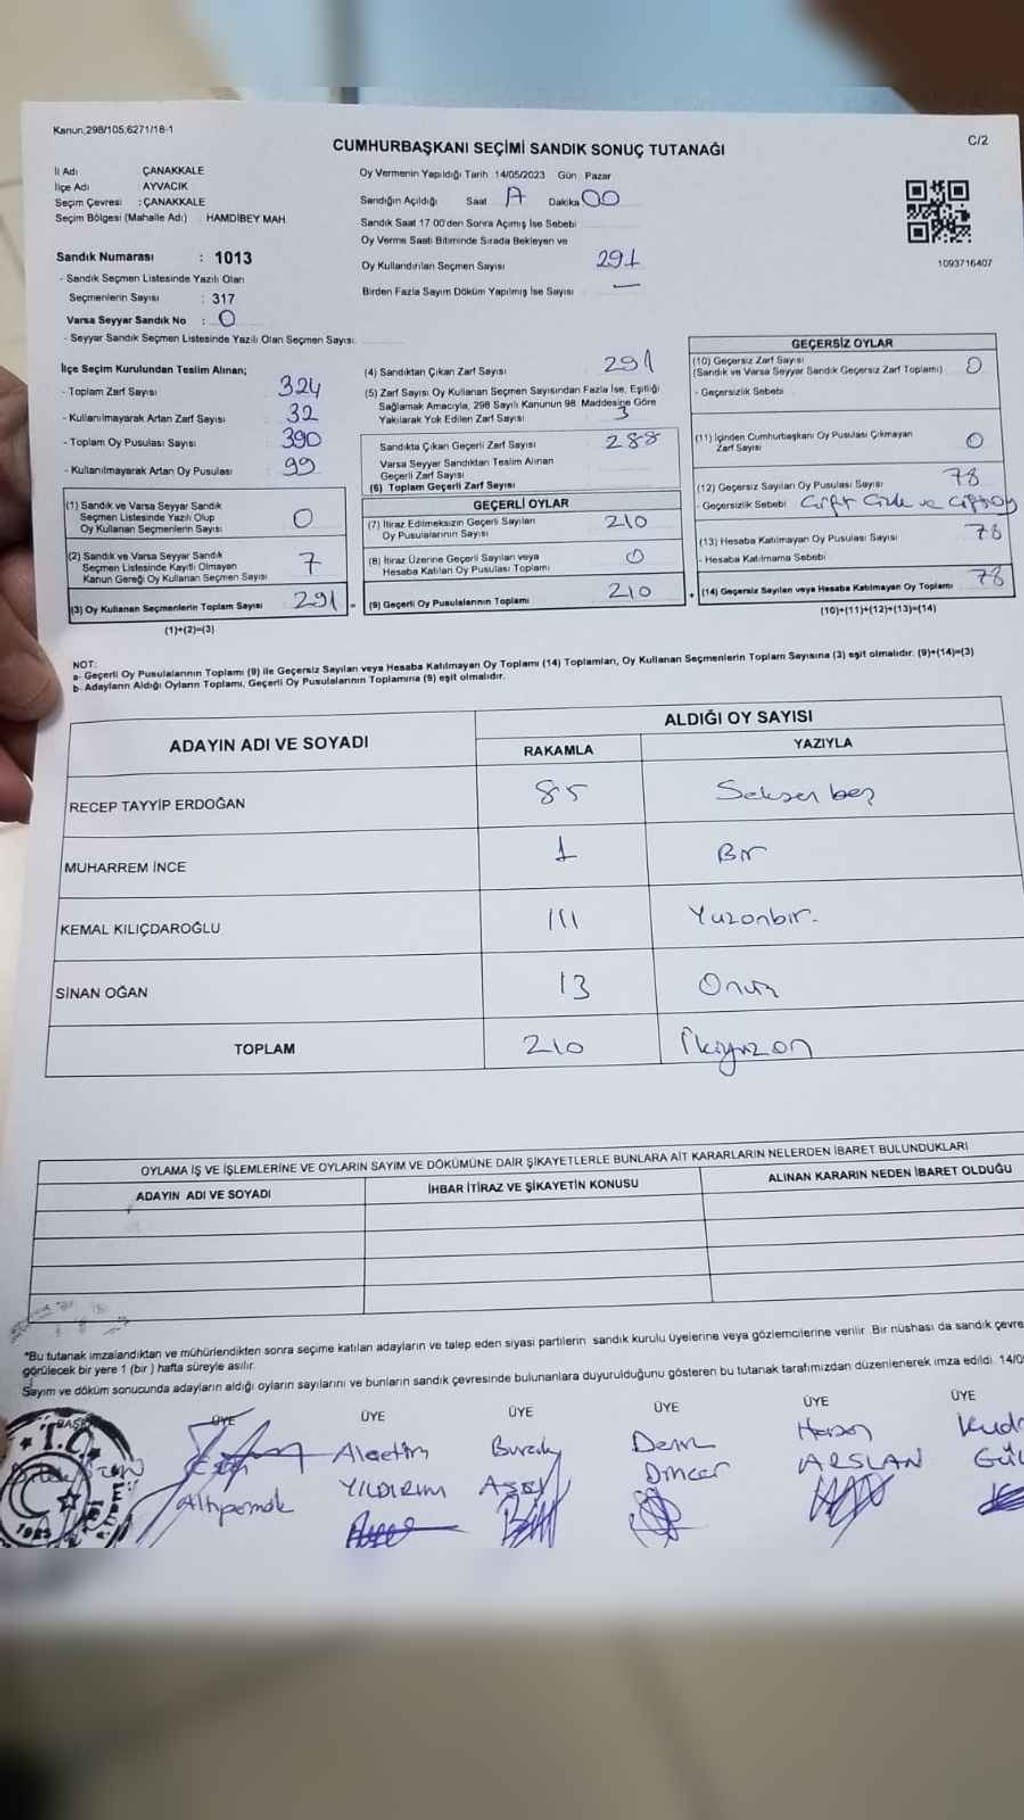 Kanun;298/105,6271/18-1
C/2
CUMHURBAŞKANI SEÇİMİ SANDIK SONUÇ TUTANAĞI
İl Adı ÇANAKKALE
İlçe Adı AYVACIK
Seçim Çevresi : ÇANAKKALE
Seçim Bölgesi (Mahalle Adı) HAMDİBEY MAH.
Oy Vermenin Yapıldığı Tarih 14/05/2023 Gün Pazar
Sandığın Açıldığı Saat Dakika 00
Sandık Saat 17.00'den Sonra Açılmış İse Sebebi
Oy Verme Saati Bitiminde Sırada Bekleyen ve
Oy Kullandırılan Seçmen Sayısı 291
Birden Fazla Sayım Döküm Yapılmış İse Sayısı —
1093716407
Sandık Numarası : 1013
- Sandık Seçmen Listesinde Yazılı Olan
Seçmenlerin Sayısı : 317
Varsa Seyyar Sandık No : 0
- Seyyar Sandık Seçmen Listesinde Yazılı Olan Seçmen Sayısı
İlçe Seçim Kurulundan Teslim Alınan;
- Toplam Zarf Sayısı 324
- Kullanılmayarak Artan Zarf Sayısı 32
- Toplam Oy Pusulası Sayısı 390
- Kullanılmayarak Artan Oy Pusulası 99
(1) Sandık ve Varsa Seyyar Sandık
Seçmen Listesinde Yazılı Olup
Oy Kullanan Seçmenlerin Sayısı 0
(2) Sandık ve Varsa Seyyar Sandık
Seçmen Listesinde Kayıtlı Olmayan
Kanun Gereği Oy Kullanan Seçmen Sayısı 7
(3) Oy Kullanan Seçmenlerin Toplam Sayısı 291
(1)+(2)=(3)
(4) Sandıktan Çıkan Zarf Sayısı 291
(5) Zarf Sayısı Oy Kullanan Seçmen Sayısından Fazla İse, Eşitliği
Sağlamak Amacıyla, 298 Sayılı Kanunun 98. Maddesine Göre
Yakılarak Yok Edilen Zarf Sayısı 3
Sandıkta Çıkan Geçerli Zarf Sayısı 288
Varsa Seyyar Sandıktan Teslim Alınan
Geçerli Zarf Sayısı
(6) Toplam Geçerli Zarf Sayısı
GEÇERLİ OYLAR
(7) İtiraz Edilmeksizin Geçerli Sayılan
Oy Pusulalarının Sayısı 210
(8) İtiraz Üzerine Geçerli Sayılan veya
Hesaba Katılan Oy Pusulası Toplamı 0
= (9) Geçerli Oy Pusulalarının Toplamı 210
GEÇERSİZ OYLAR
(10) Geçersiz Zarf Sayısı 0
(Sandık ve Varsa Seyyar Sandık Geçersiz Zarf Toplamı)
- Geçersizlik Sebebi
(11) İçinden Cumhurbaşkanı Oy Pusulası Çıkmayan
Zarf Sayısı 0
(12) Geçersiz Sayılan Oy Pusulası Sayısı 78
- Geçersizlik Sebebi
(13) Hesaba Katılmayan Oy Pusulası Sayısı 78
- Hesaba Katılmama Sebebi
+ (14) Geçersiz Sayılan veya Hesaba Katılmayan Oy Toplamı 78
(10)+(11)+(12)+(13)=(14)
NOT:
a- Geçerli Oy Pusulalarının Toplamı (9) ile Geçersiz Sayılan veya Hesaba Katılmayan Oy Toplamı (14) Toplamları, Oy Kullanan Seçmenlerin Toplam Sayısına (3) eşit olmalıdır. (9)+(14)=(3)
b- Adayların Aldığı Oyların Toplamı, Geçerli Oy Pusulalarının Toplamına (9) eşit olmalıdır.
ADAYIN ADI VE SOYADI
ALDIĞI OY SAYISI
RAKAMLA YAZIYLA
RECEP TAYYİP ERDOĞAN 85 Seksen beş
MUHARREM İNCE 1 Bir
KEMAL KILIÇDAROĞLU 111 Yüzonbir.
SİNAN OĞAN 13 Onüç
TOPLAM 210 İkiyüzon
OYLAMA İŞ VE İŞLEMLERİNE VE OYLARIN SAYIM VE DÖKÜMÜNE DAİR ŞİKAYETLERLE BUNLARA AİT KARARLARIN NELERDEN İBARET BULUNDUKLARI
ADAYIN ADI VE SOYADI İHBAR İTİRAZ VE ŞİKAYETİN KONUSU ALINAN KARARIN NEDEN İBARET OLDUĞU
*Bu tutanak imzalandıktan ve mühürlendikten sonra seçime katılan adayların ve talep eden siyasi partilerin sandık kurulu üyelerine veya gözlemcilerine verilir. Bir nüshası da sandık çevre
görülecek bir yere 1 (bir) hafta süreyle asılır.
Sayım ve döküm sonucunda adayların aldığı oyların sayılarını ve bunların sandık çevresinde bulunanlara duyurulduğunu gösteren bu tutanak tarafımızdan düzenlenerek imza edildi. 14/0
BAŞ ÜYE ÜYE ÜYE ÜYE ÜYE ÜYE
T.C.
Altıparmak
Alaettin
YILDIRIM
Deniz
Dinçer
Hasan
ARSLAN